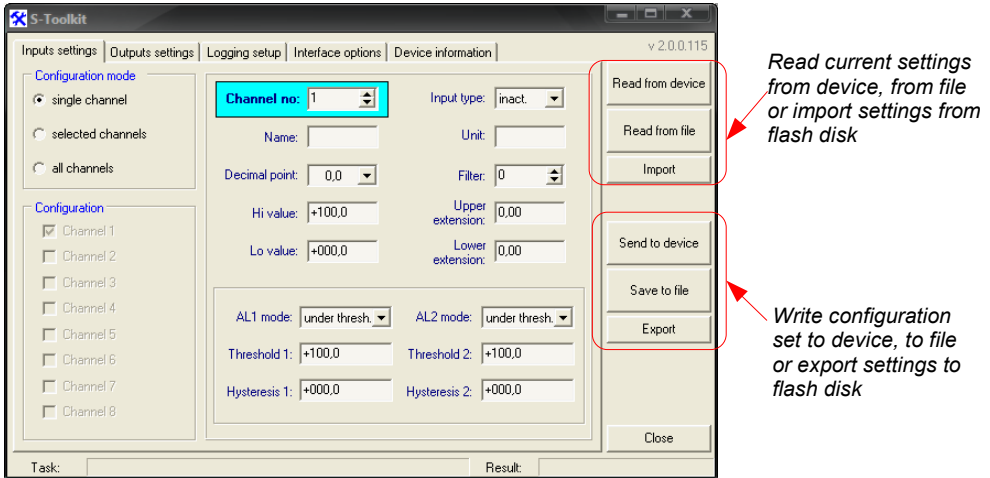 S-Toolkit
Inputs settings Outputs settings Logging setup Interface options Device information v 2.0.0.115
Configuration mode
single channel
selected channels
all channels
Configuration
Channel 1
Channel 2
Channel 3
Channel 4
Channel 5
Channel 6
Channel 7
Channel 8
Channel no: 1 Input type: inact.
Name: Unit:
Decimal point: 0,0 Filter: 0
Hi value: +100,0 Upper extension: 0,00
Lo value: +000,0 Lower extension: 0,00
AL1 mode: under thresh. AL2 mode: under thresh.
Threshold 1: +100,0 Threshold 2: +100,0
Hysteresis 1: +000,0 Hysteresis 2: +000,0
Read from device
Read from file
Import
Send to device
Save to file
Export
Close
Task: Result:
Read current settings
from device, from file
or import settings from
flash disk
Write configuration
set to device, to file
or export settings to
flash disk